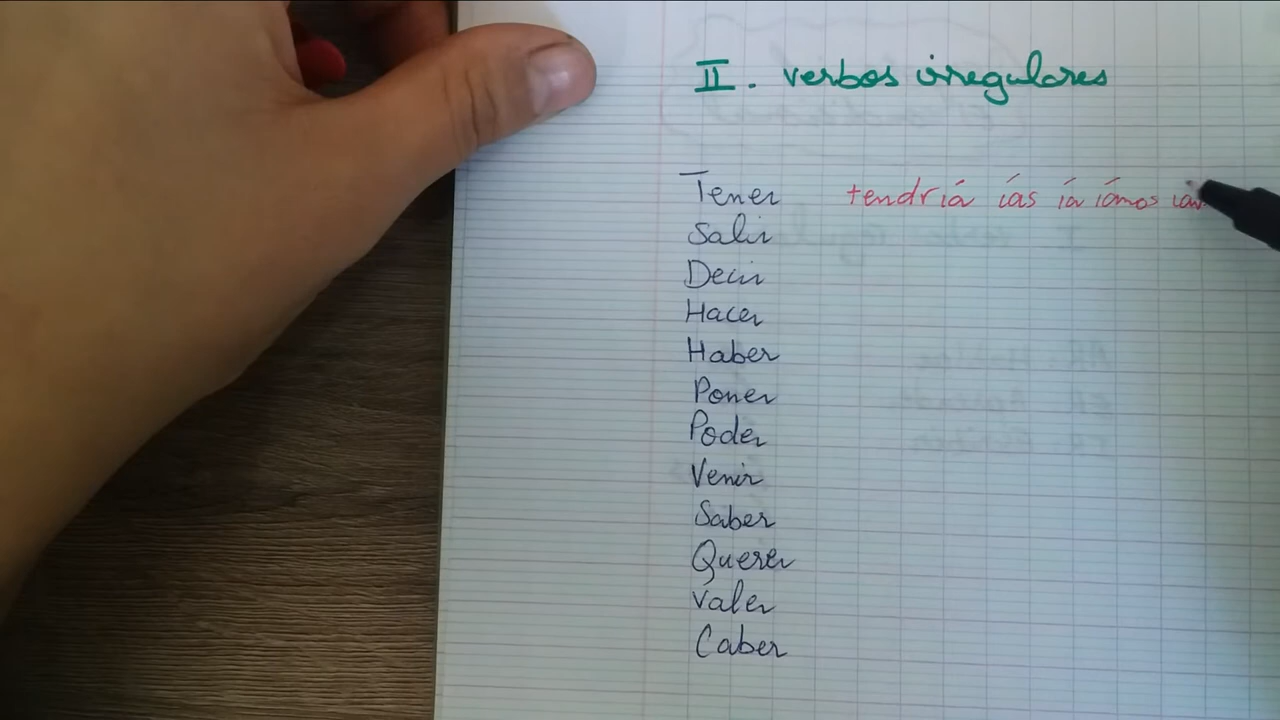 II. verbos irregulares
Tener tendría ías ía íamos
Salir
Decir
Hacer
Haber
Poner
Poder
Venir
Saber
Querer
Valer
Caber